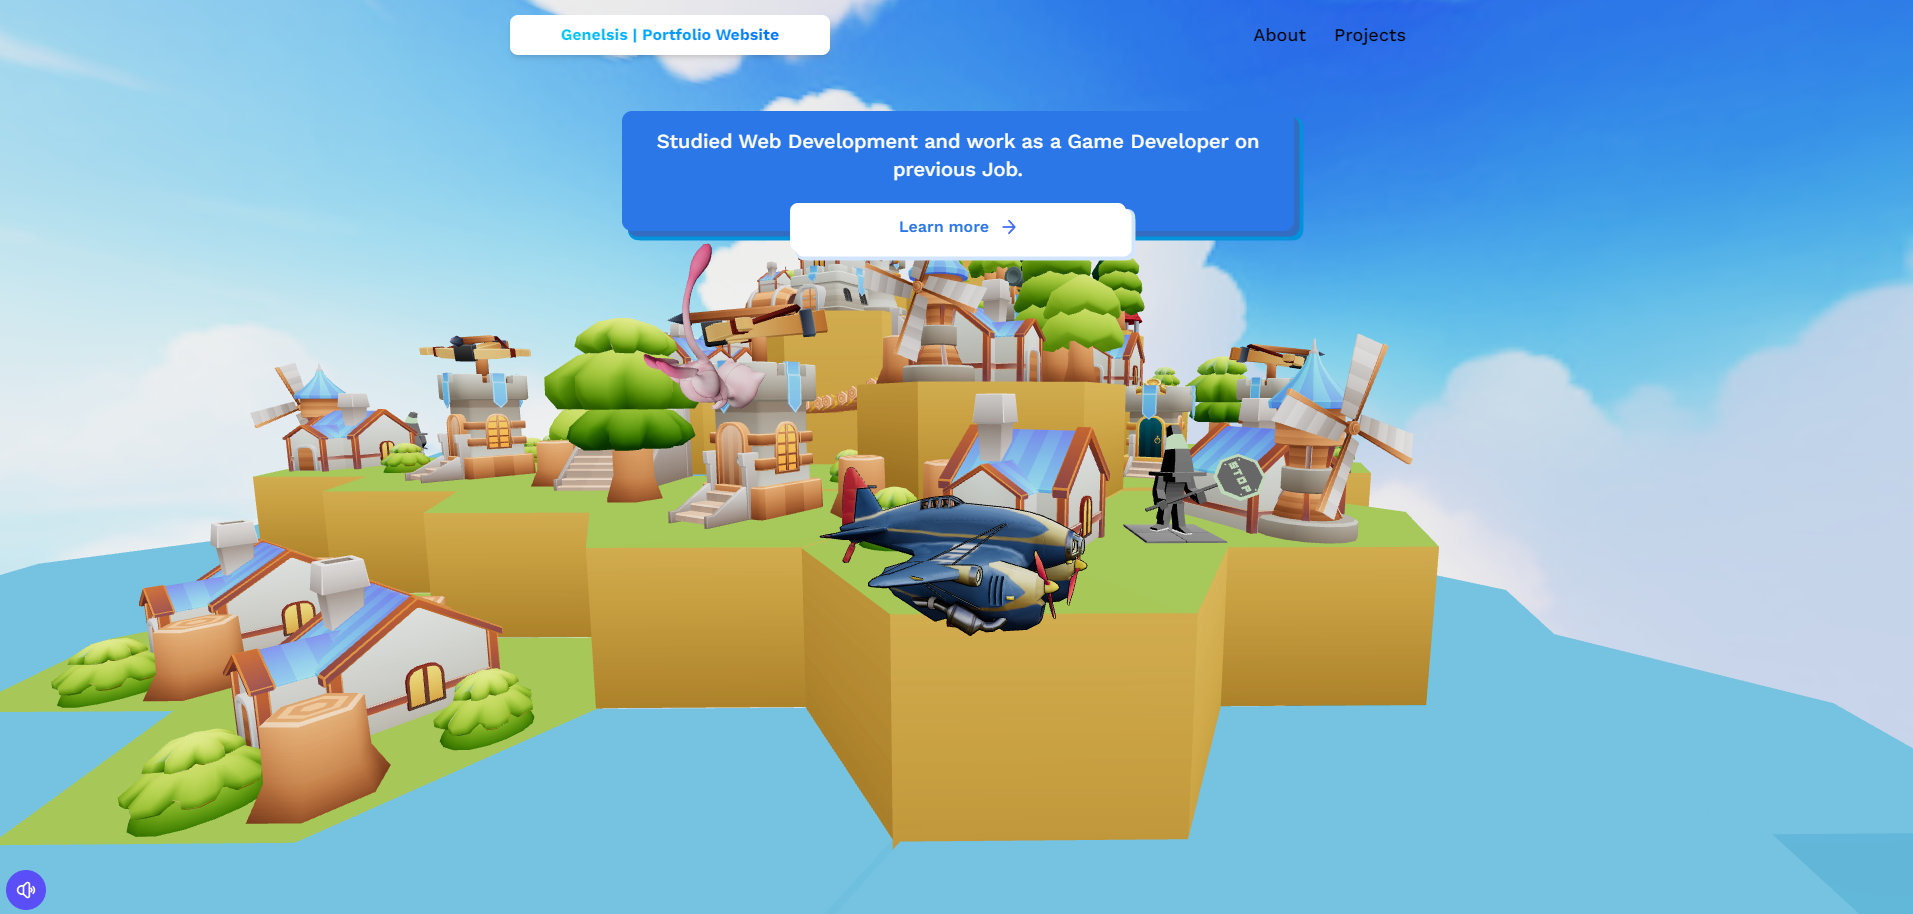 Genelsis | Portfolio Website
About
Projects
Studied Web Development and work as a Game Developer on
previous Job.
Learn more
STOP